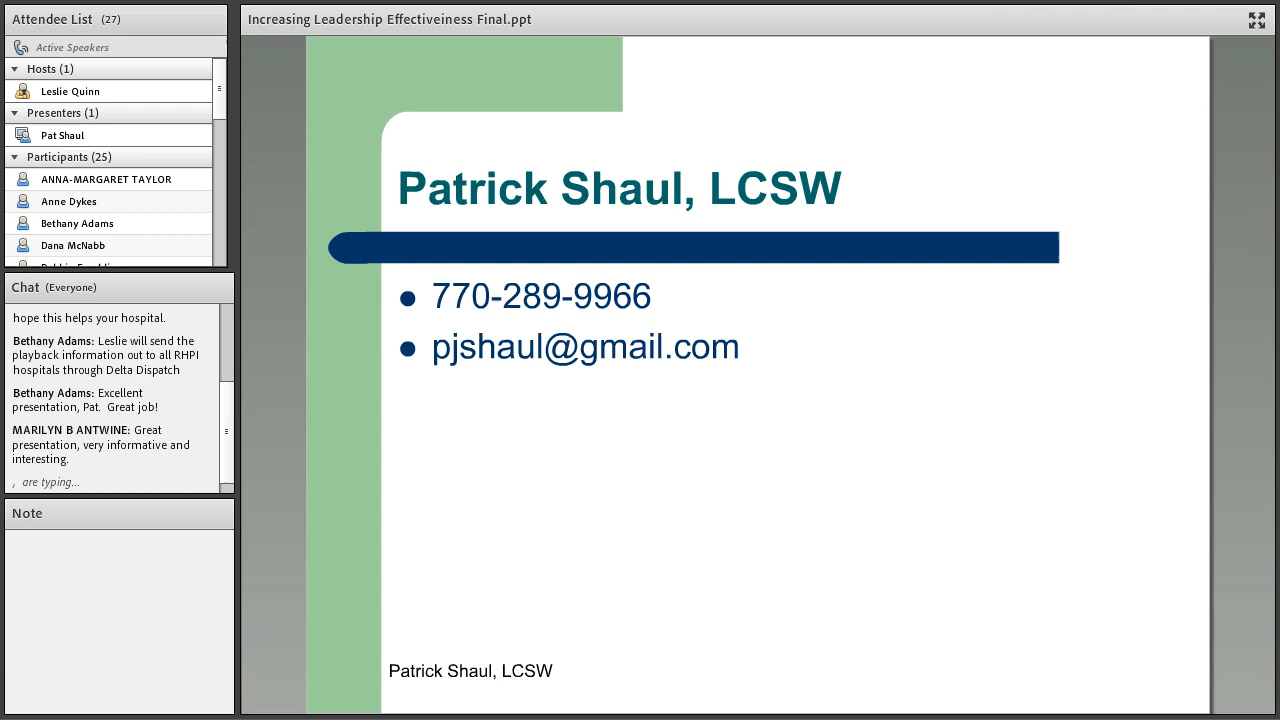 Attendee List (27)
Active Speakers
Hosts (1)
Leslie Quinn
Presenters (1)
Pat Shaul
Participants (25)
ANNA-MARGARET TAYLOR
Anne Dykes
Bethany Adams
Dana McNabb
Chat (Everyone)
hope this helps your hospital.
Bethany Adams: Leslie will send the
playback information out to all RHPI
hospitals through Delta Dispatch
Bethany Adams: Excellent
presentation, Pat. Great job!
MARILYN B ANTWINE: Great
presentation, very informative and
interesting.
, are typing...
Note
Increasing Leadership Effectiveiness Final.ppt
Patrick Shaul, LCSW
770-289-9966
pjshaul@gmail.com
Patrick Shaul, LCSW